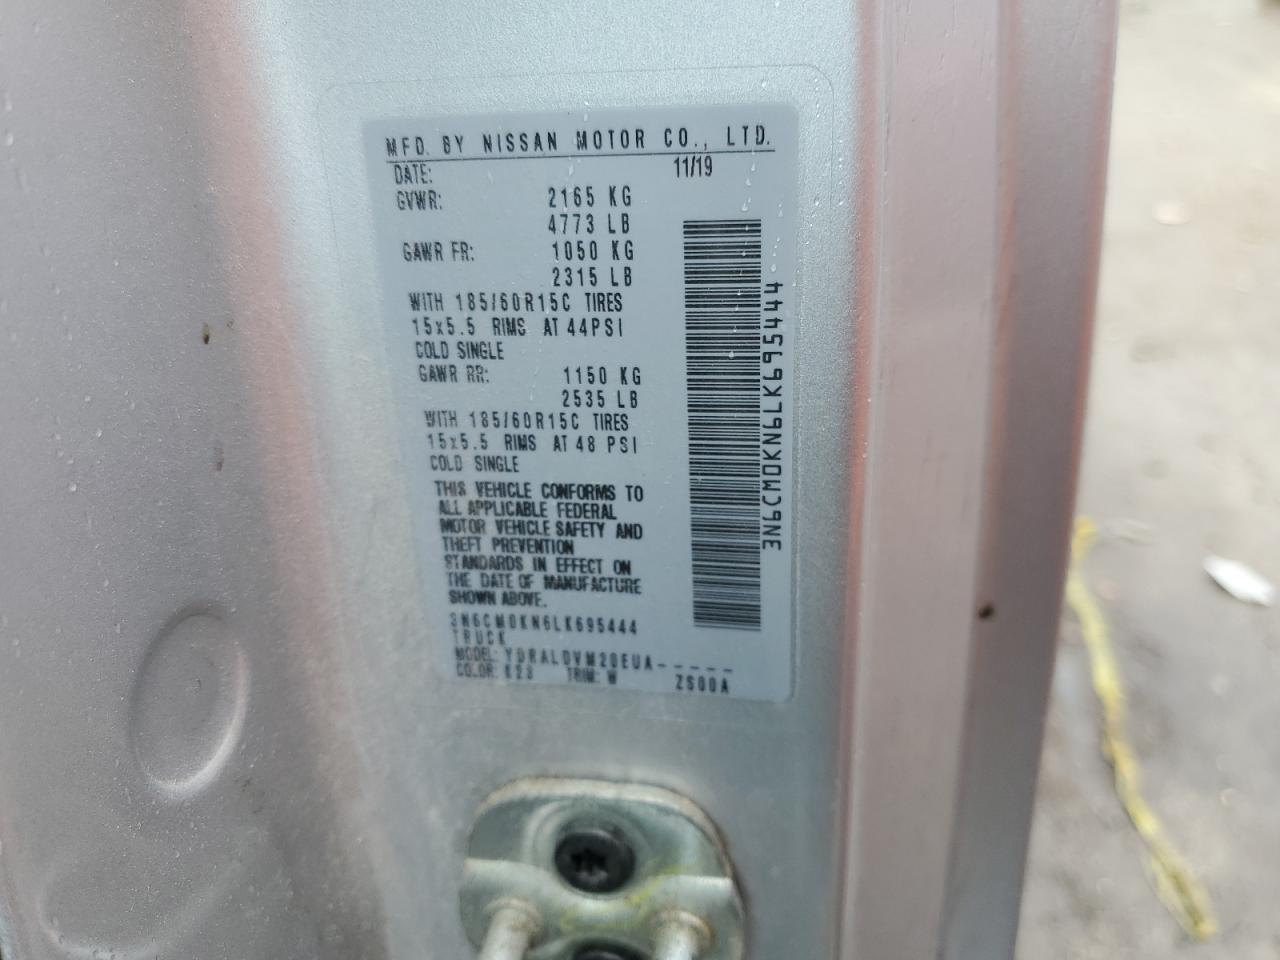 MFD. BY NISSAN MOTOR CO., LTD.
DATE: 11/19
GVWR: 2165 KG
4773 LB
GAWR FR: 1050 KG
2315 LB
WITH 185/60R15C TIRES
15x5.5 RIMS AT 44PSI
COLD SINGLE
GAWR RR: 1150 KG
2535 LB
WITH 185/60R15C TIRES
15x5.5 RIMS AT 48 PSI
COLD SINGLE
THIS VEHICLE CONFORMS TO
ALL APPLICABLE FEDERAL
MOTOR VEHICLE SAFETY AND
THEFT PREVENTION
STANDARDS IN EFFECT ON
THE DATE OF MANUFACTURE
SHOWN ABOVE.
3N6CM0KN6LK695444
TRUCK
MODEL: YDRALDVM20EUA-----
COLOR: K23 TRIM: W ZS00A
3N6CM0KN6LK695444